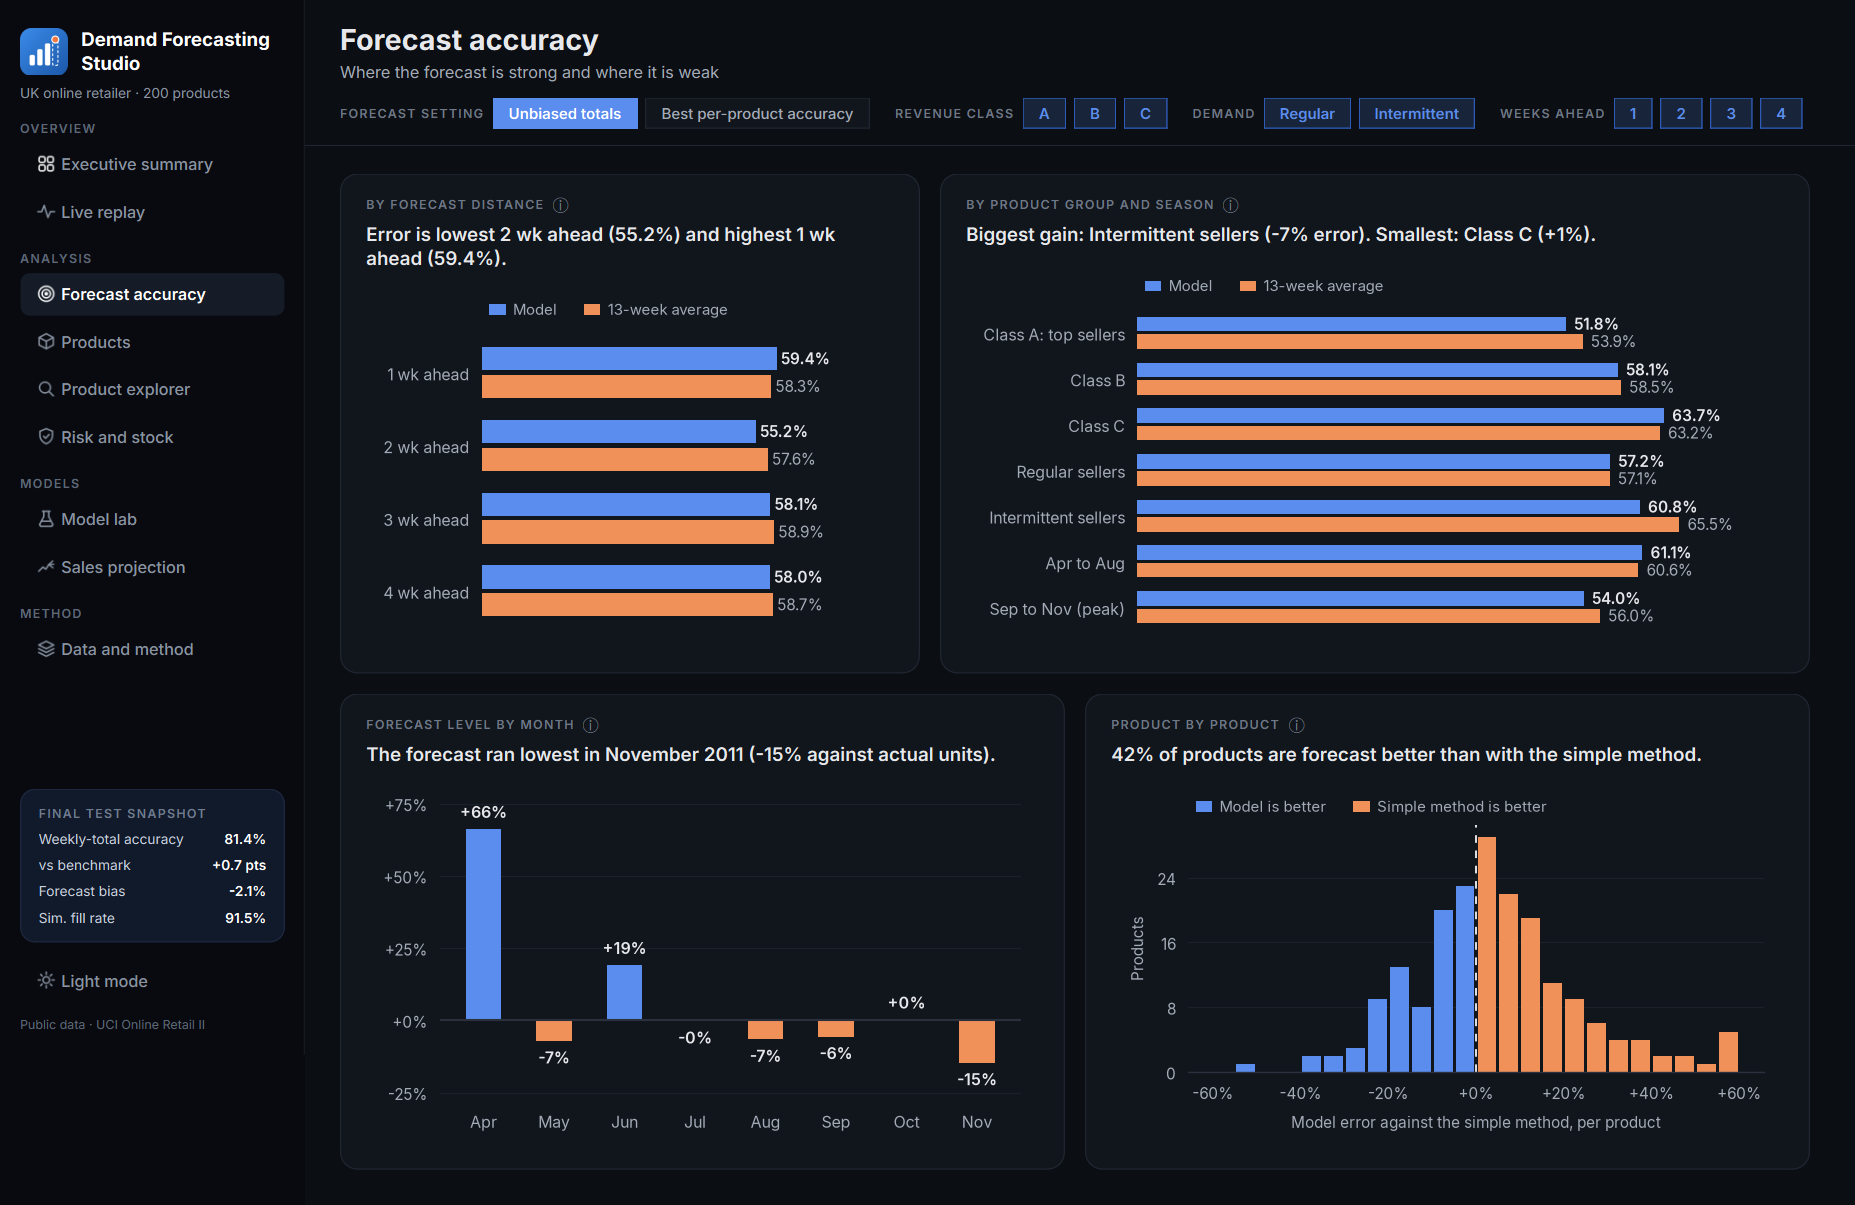 Demand Forecasting
Studio
UK online retailer · 200 products
OVERVIEW
Executive summary
Live replay
ANALYSIS
Forecast accuracy
Products
Product explorer
Risk and stock
MODELS
Model lab
Sales projection
METHOD
Data and method
FINAL TEST SNAPSHOT
Weekly-total accuracy 81.4%
vs benchmark +0.7 pts
Forecast bias -2.1%
Sim. fill rate 91.5%
Light mode
Public data · UCI Online Retail II
Forecast accuracy
Where the forecast is strong and where it is weak
FORECAST SETTING Unbiased totals Best per-product accuracy REVENUE CLASS A B C DEMAND Regular Intermittent WEEKS AHEAD 1 2 3 4
BY FORECAST DISTANCE
Error is lowest 2 wk ahead (55.2%) and highest 1 wk
ahead (59.4%).
Model 13-week average
1 wk ahead 59.4%
58.3%
2 wk ahead 55.2%
57.6%
3 wk ahead 58.1%
58.9%
4 wk ahead 58.0%
58.7%
BY PRODUCT GROUP AND SEASON
Biggest gain: Intermittent sellers (-7% error). Smallest: Class C (+1%).
Model 13-week average
Class A: top sellers 51.8%
53.9%
Class B 58.1%
58.5%
Class C 63.7%
63.2%
Regular sellers 57.2%
57.1%
Intermittent sellers 60.8%
65.5%
Apr to Aug 61.1%
60.6%
Sep to Nov (peak) 54.0%
56.0%
FORECAST LEVEL BY MONTH
The forecast ran lowest in November 2011 (-15% against actual units).
+75%
+50%
+25%
+0%
-25%
+66%
-7%
+19%
-0%
-7%
-6%
+0%
-15%
Apr May Jun Jul Aug Sep Oct Nov
PRODUCT BY PRODUCT
42% of products are forecast better than with the simple method.
Model is better Simple method is better
Products
24
16
8
0
-60% -40% -20% +0% +20% +40% +60%
Model error against the simple method, per product